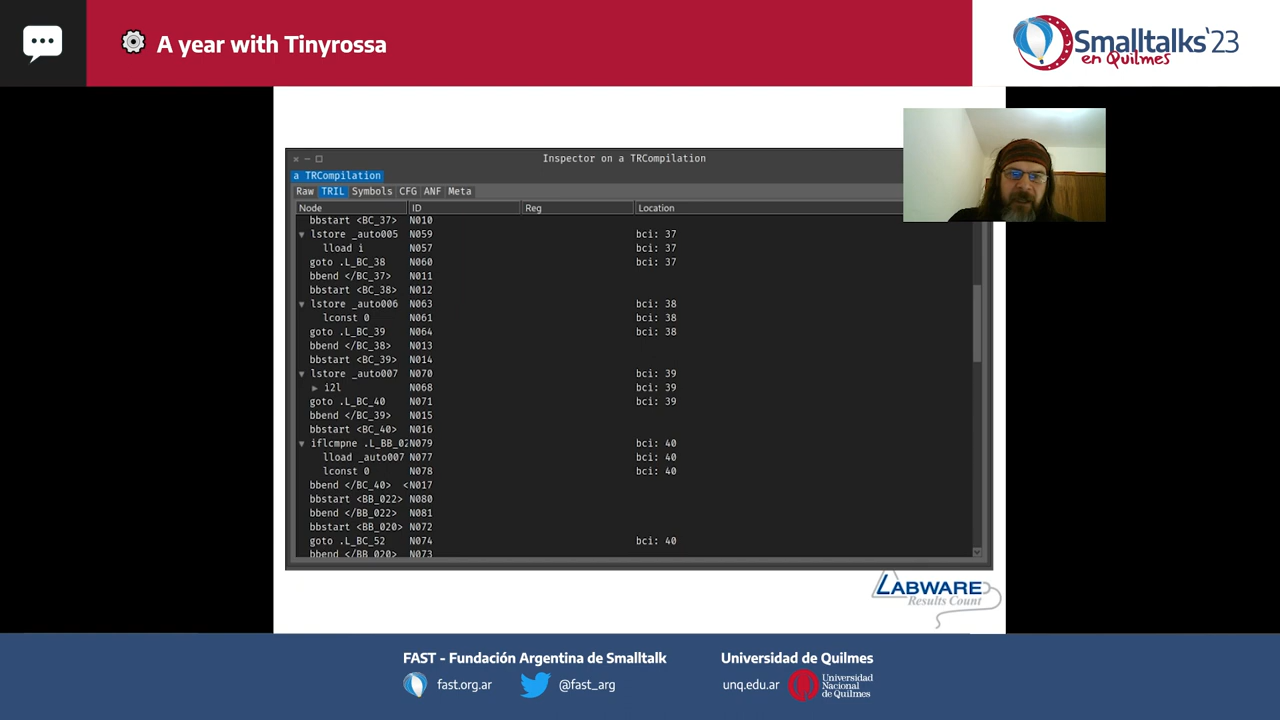 A year with Tinyrossa
Smalltalks'23
en Quilmes
Inspector on a TRCompilation
a TRCompilation
Raw TRIL Symbols CFG ANF Meta
Node ID Reg Location
bbstart <BC_37> N010
lstore _auto005 N059 bci: 37
lload i N057 bci: 37
goto .L_BC_38 N060 bci: 37
bbend </BC_37> N011
bbstart <BC_38> N012
lstore _auto006 N063 bci: 38
lconst 0 N061 bci: 38
goto .L_BC_39 N064 bci: 38
bbend </BC_38> N013
bbstart <BC_39> N014
lstore _auto007 N070 bci: 39
i2l N068 bci: 39
goto .L_BC_40 N071 bci: 39
bbend </BC_39> N015
bbstart <BC_40> N016
iflcmpne .L_BB_02 N079 bci: 40
lload _auto007 N077 bci: 40
lconst 0 N078 bci: 40
bbend </BC_40> <N017
bbstart <BB_022> N080
bbend </BB_022> N081
bbstart <BB_020> N072
goto .L_BC_52 N074 bci: 40
bbend </BB_020> N073
LABWARE
Results Count
FAST - Fundación Argentina de Smalltalk
fast.org.ar @fast_arg
Universidad de Quilmes
unq.edu.ar
Universidad
Nacional
de Quilmes